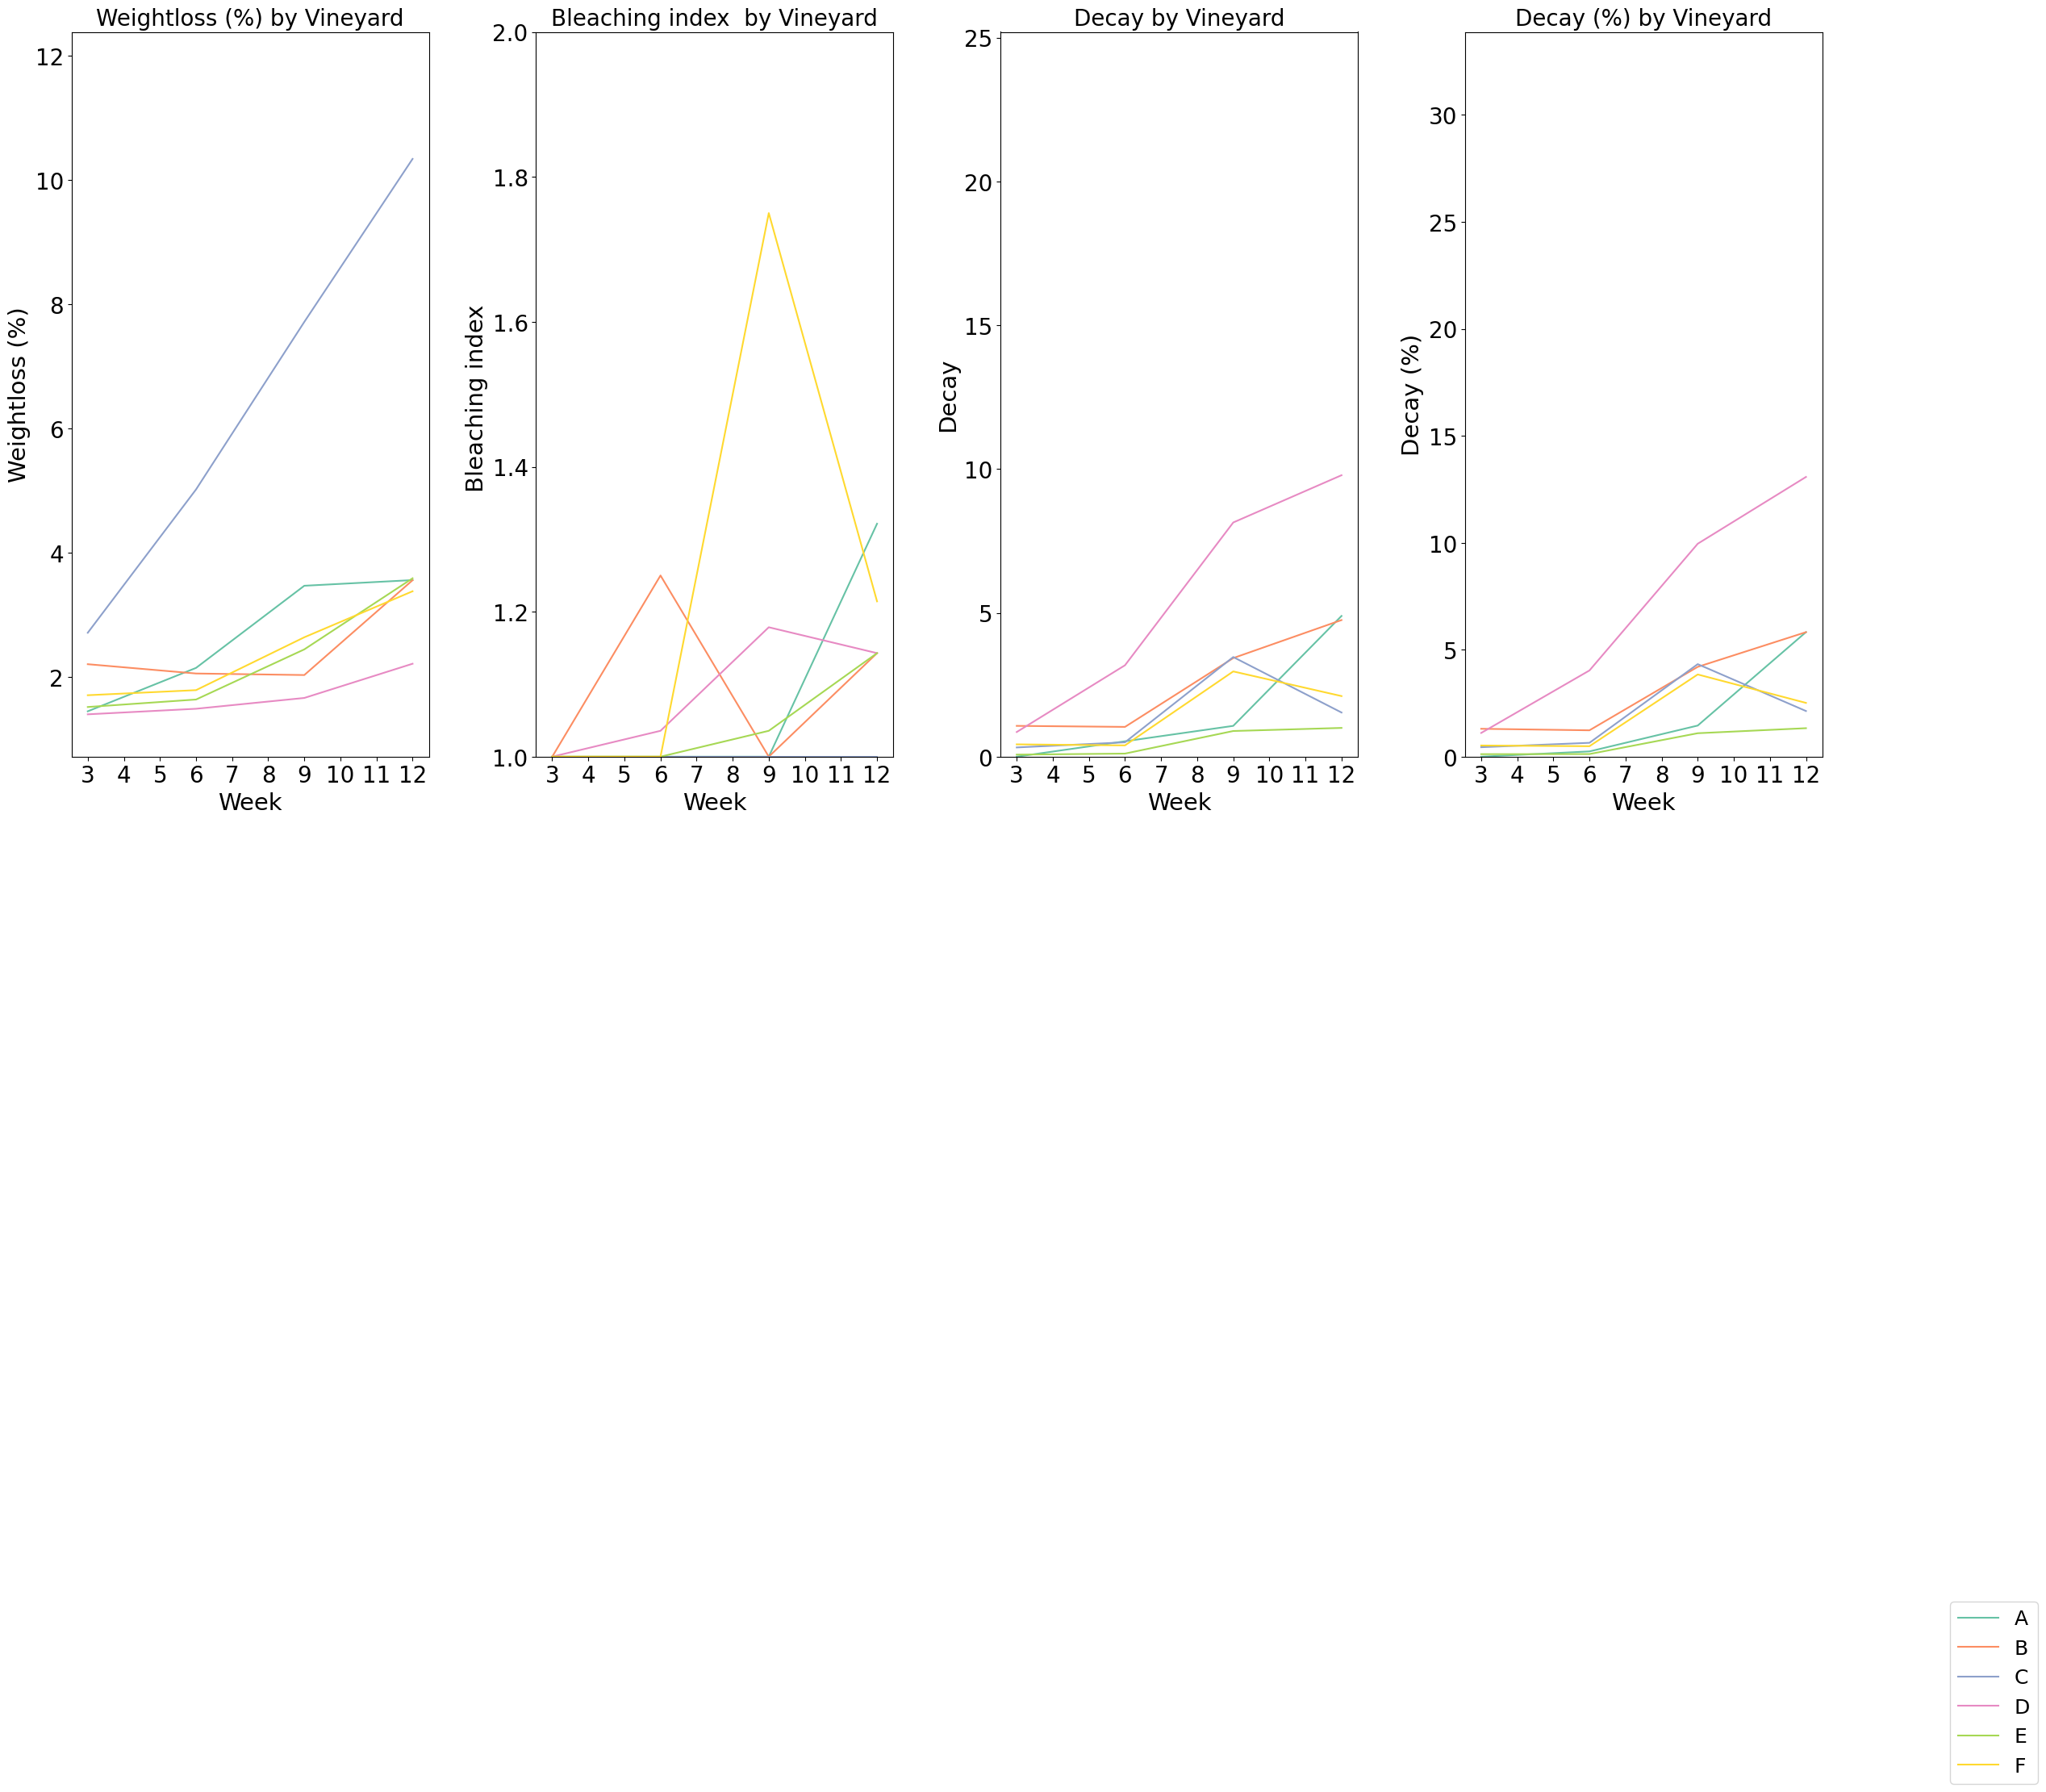 Weightloss (%) by Vineyard
12
10
8
6
4
2
Weightloss (%)
3 4 5 6 7 8 9 10 11 12
Week
Bleaching index  by Vineyard
2.0
1.8
1.6
1.4
1.2
1.0
Bleaching index
3 4 5 6 7 8 9 10 11 12
Week
Decay by Vineyard
25
20
15
10
5
0
Decay
3 4 5 6 7 8 9 10 11 12
Week
Decay (%) by Vineyard
30
25
20
15
10
5
0
Decay (%)
3 4 5 6 7 8 9 10 11 12
Week
A
B
C
D
E
F